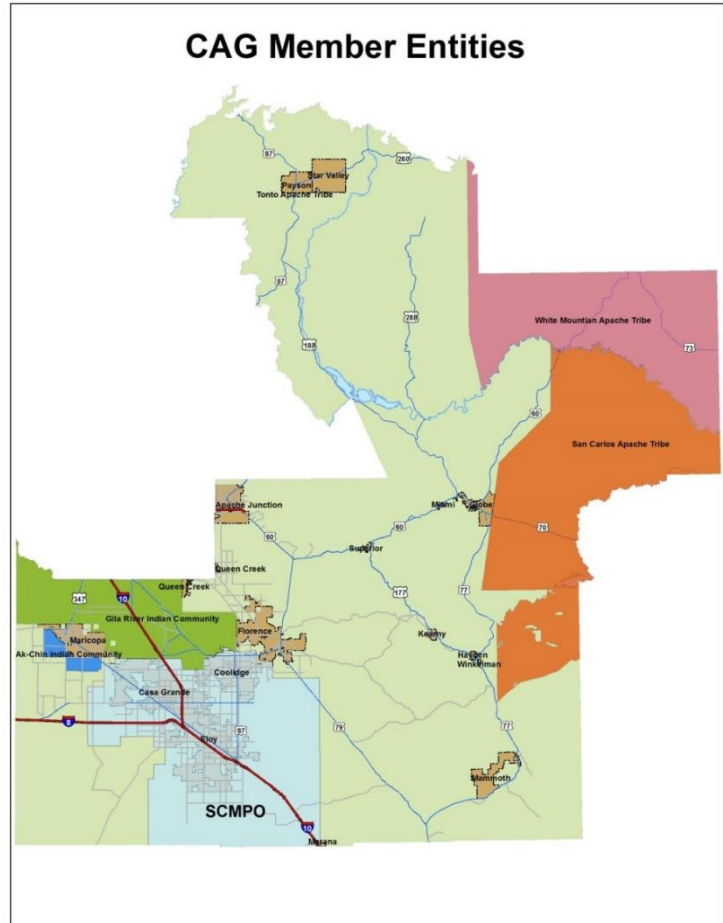 CAG Member Entities
87
260
Star Valley
Payson
Tonto Apache Tribe
87
288
188
White Mountian Apache Tribe
73
60
San Carlos Apache Tribe
Apache Junction
Miami
Globe
60
60
70
Superior
Queen Creek
Queen Creek
177
77
347
10
Gila River Indian Community
Florence
Kearny
Maricopa
Ak-Chin Indian Community
Hayden
Winkelman
Coolidge
Casa Grande
8
Eloy
87
79
77
Mammoth
SCMPO
10
Marana